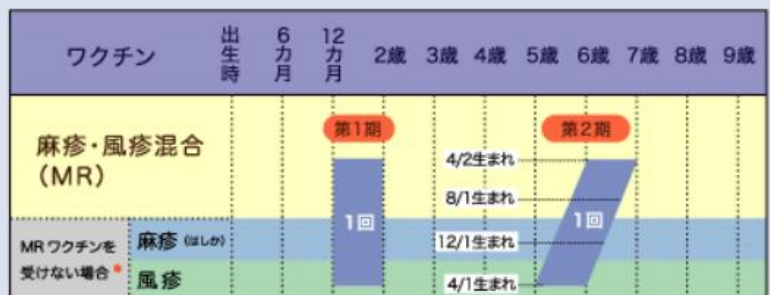 ワクチン 出生時 6カ月 12カ月 2歳 3歳 4歳 5歳 6歳 7歳 8歳 9歳
第1期 第2期
麻疹・風疹混合
(MR)
4/2生まれ
8/1生まれ
1回 1回
MRワクチンを
受けない場合*
麻疹(はしか)
12/1生まれ
風疹
4/1生まれ